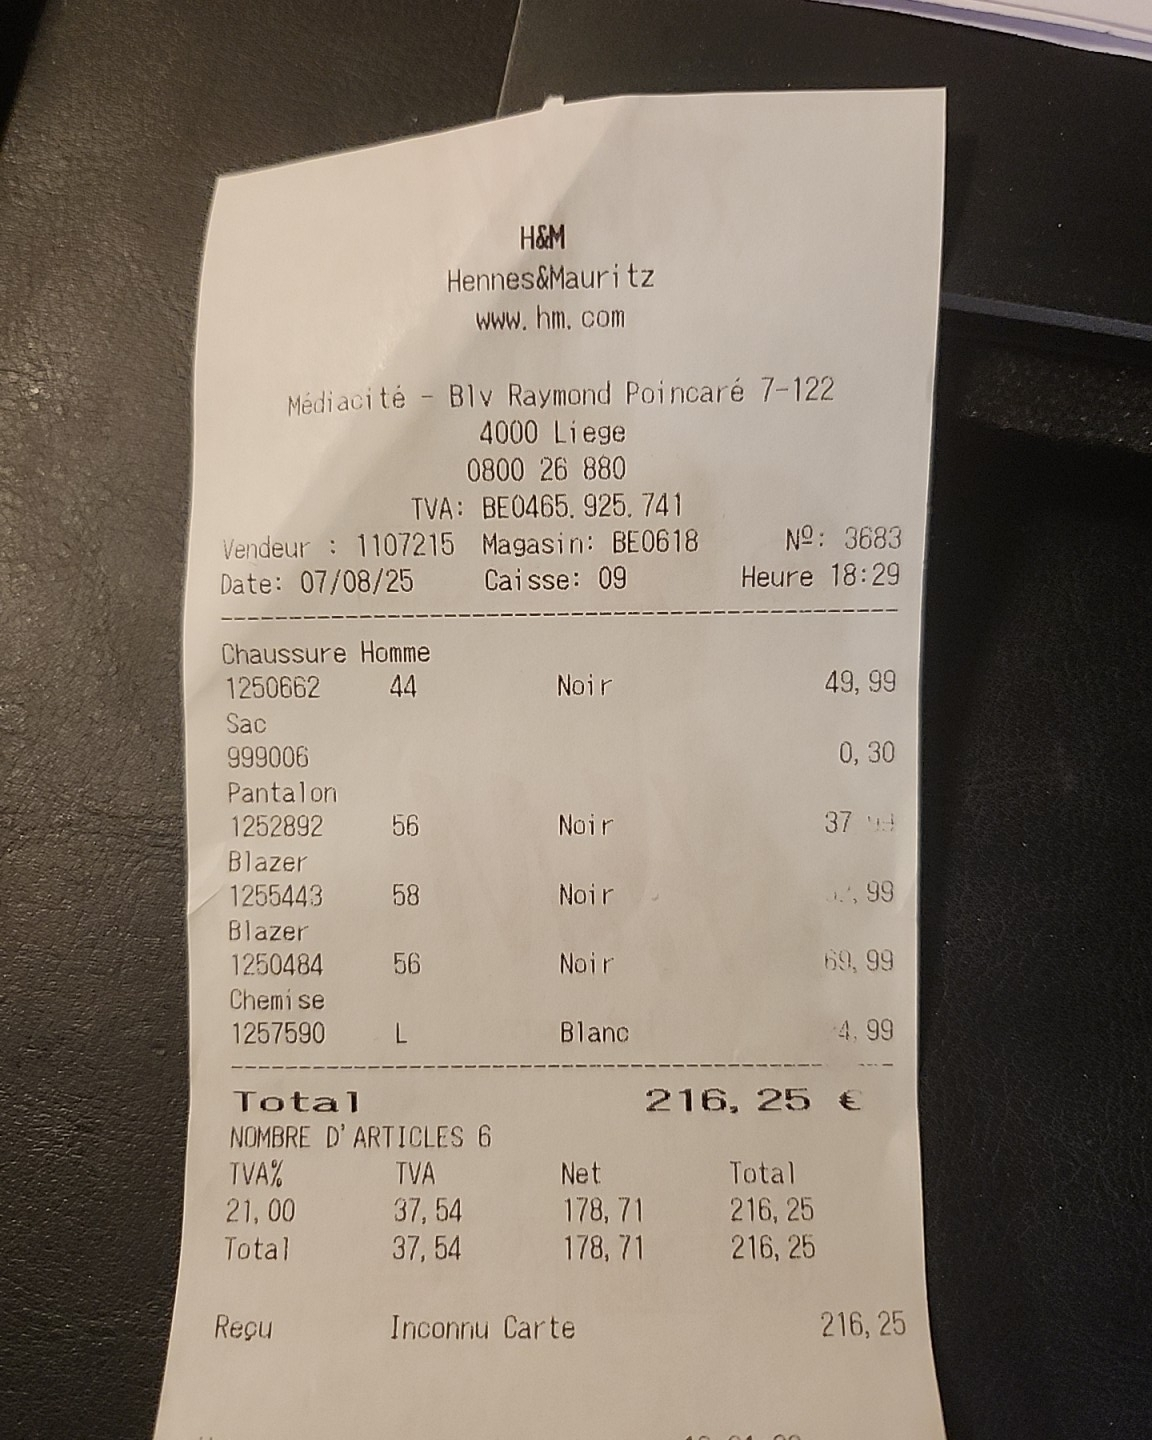 H&M
Hennes&Mauritz
www.hm.com
Médiacité - Blv Raymond Poincaré 7-122
4000 Liege
0800 26 880
TVA: BE0465.925.741
Vendeur : 1107215 Magasin: BE0618 Nº: 3683
Date: 07/08/25 Caisse: 09 Heure 18:29
Chaussure Homme
1250662 44 Noir 49,99
Sac
999006 0,30
Pantalon
1252892 56 Noir 37
Blazer
1255443 58 Noir
Blazer
1250484 56 Noir 69,99
Chemise
1257590 L Blanc
Total 216,25 €
NOMBRE D'ARTICLES 6
TVA% TVA Net Total
21,00 37,54 178,71 216,25
Total 37,54 178,71 216,25
Reçu Inconnu Carte 216,25